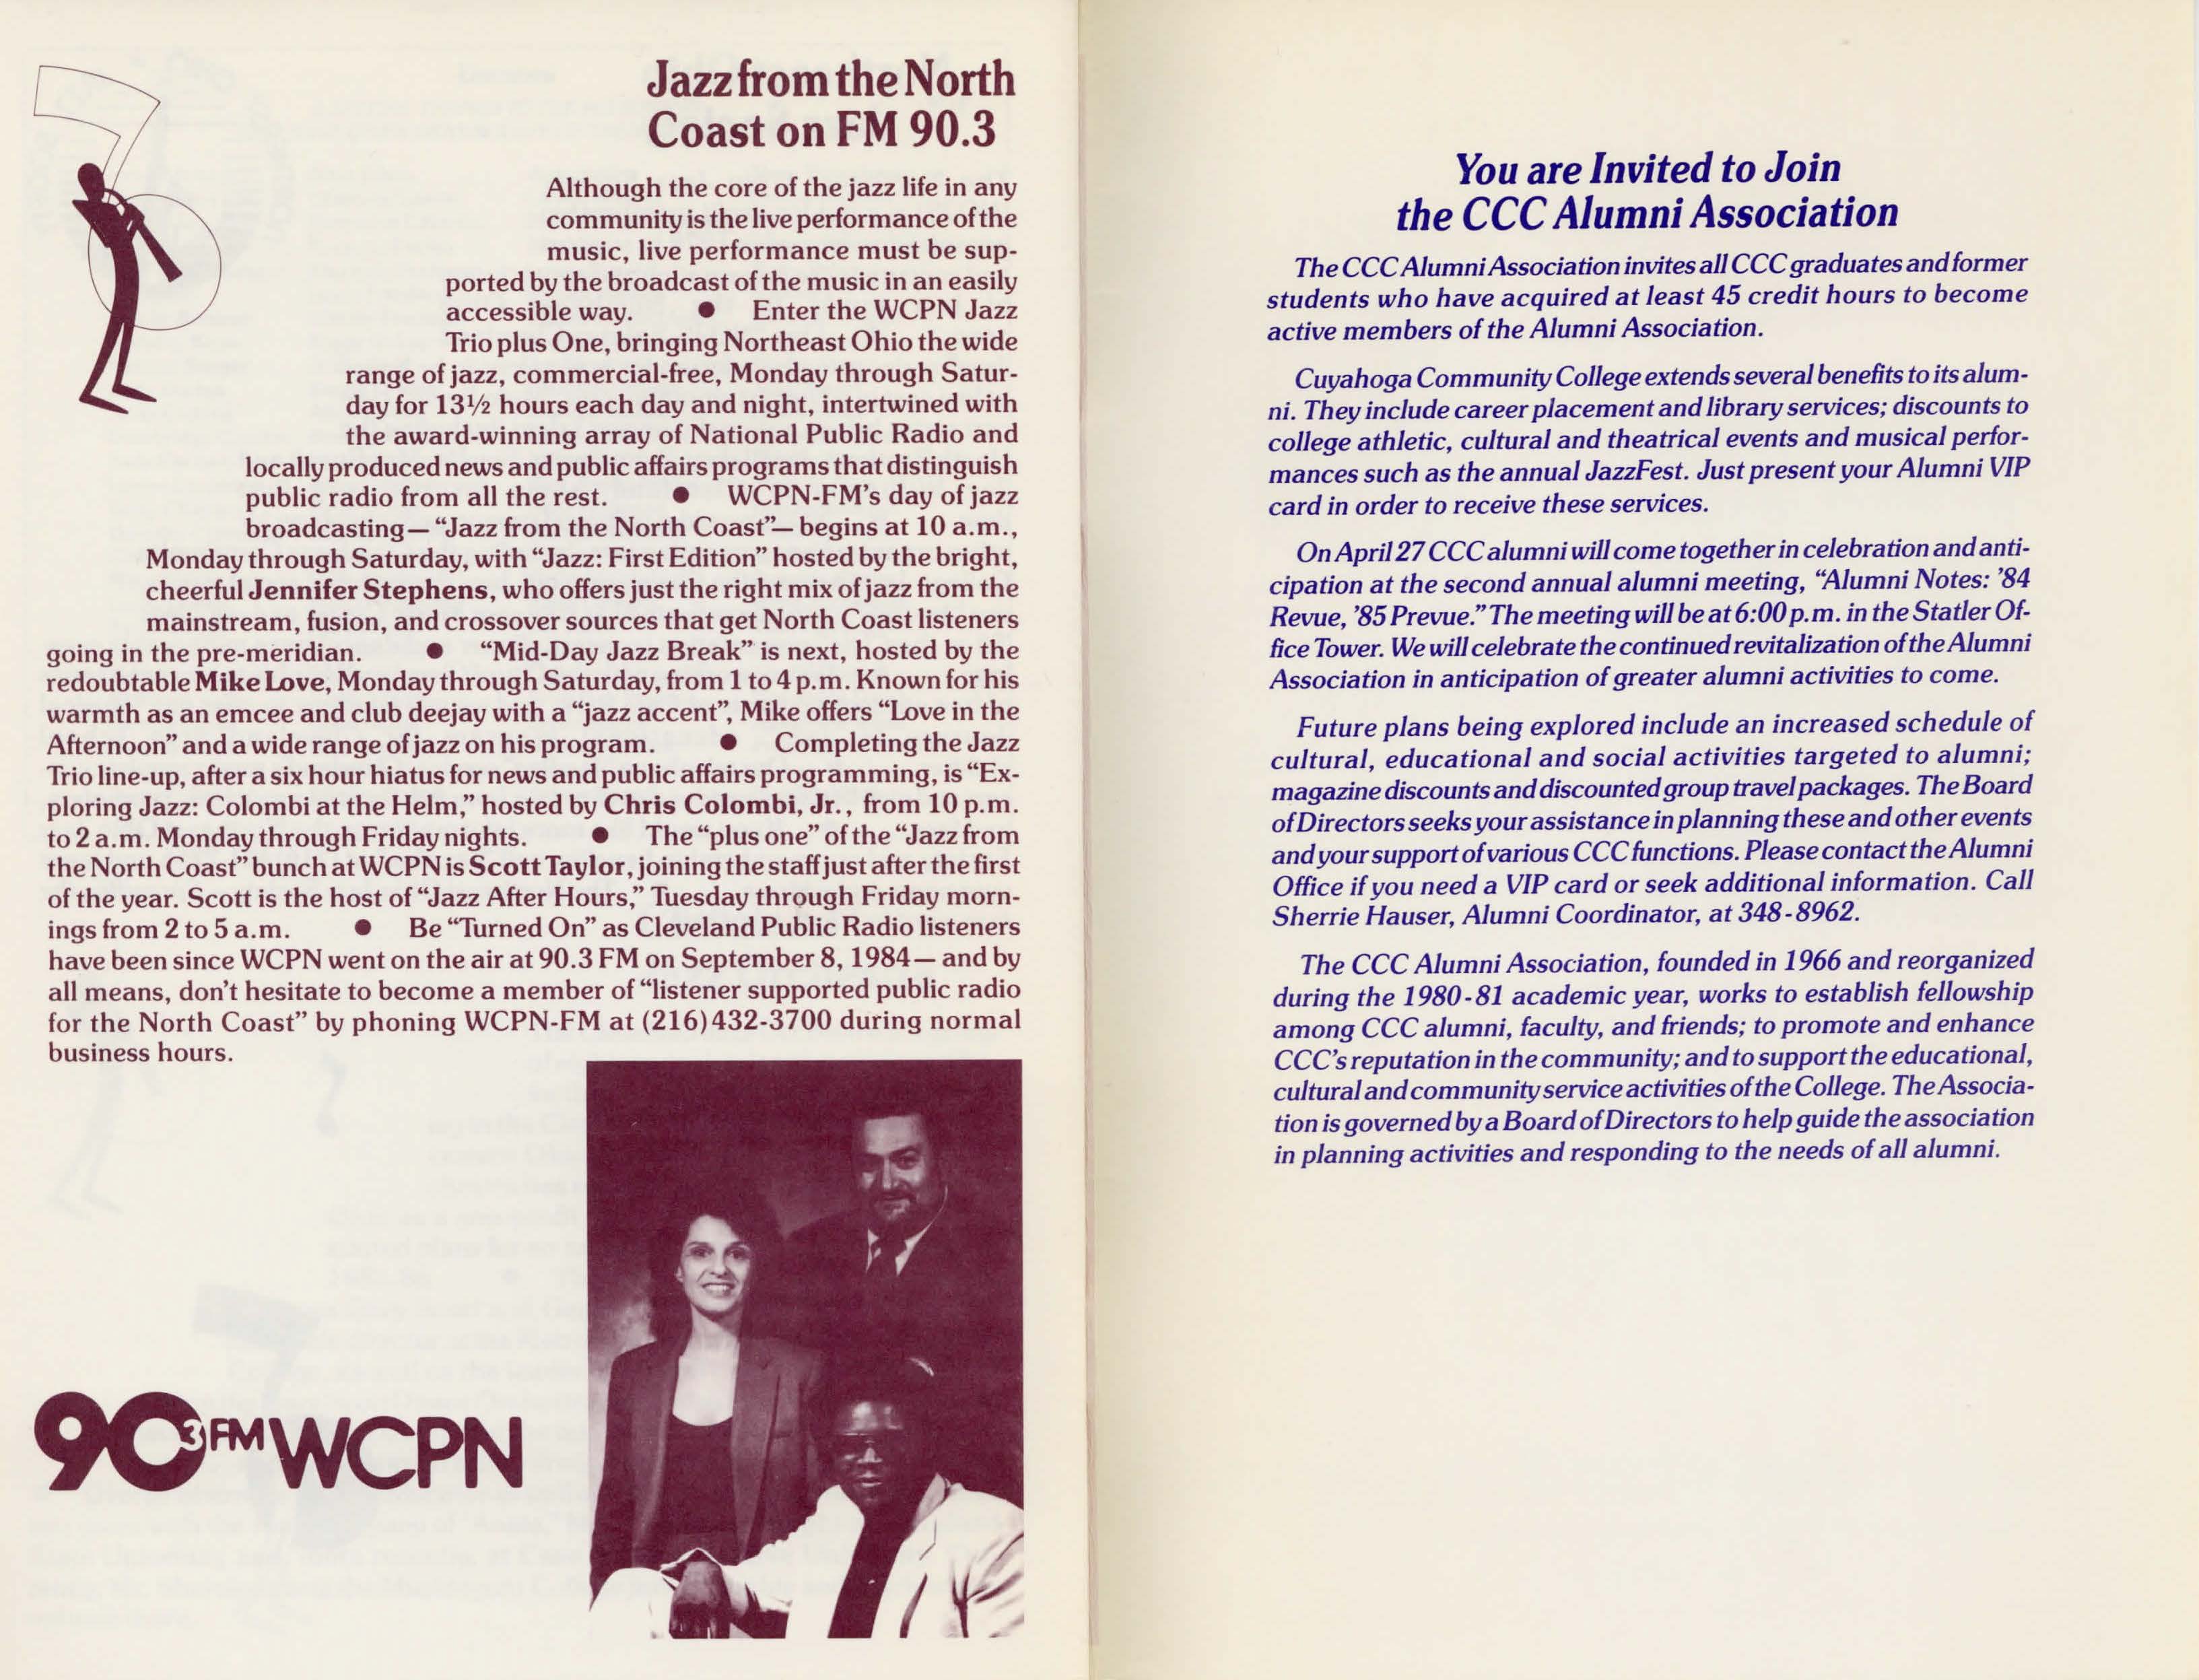 Jazz from the North
Coast on FM 90.3
Although the core of the jazz life in any
community is the live performance of the
music, live performance must be sup-
ported by the broadcast of the music in an easily
accessible way. ● Enter the WCPN Jazz
Trio plus One, bringing Northeast Ohio the wide
range of jazz, commercial-free, Monday through Satur-
day for 13½ hours each day and night, intertwined with
the award-winning array of National Public Radio and
locally produced news and public affairs programs that distinguish
public radio from all the rest. ● WCPN-FM's day of jazz
broadcasting — "Jazz from the North Coast" — begins at 10 a.m.,
Monday through Saturday, with "Jazz: First Edition" hosted by the bright,
cheerful Jennifer Stephens, who offers just the right mix of jazz from the
mainstream, fusion, and crossover sources that get North Coast listeners
going in the pre-meridian. ● "Mid-Day Jazz Break" is next, hosted by the
redoubtable Mike Love, Monday through Saturday, from 1 to 4 p.m. Known for his
warmth as an emcee and club deejay with a "jazz accent", Mike offers "Love in the
Afternoon" and a wide range of jazz on his program. ● Completing the Jazz
Trio line-up, after a six hour hiatus for news and public affairs programming, is "Ex-
ploring Jazz: Colombi at the Helm," hosted by Chris Colombi, Jr., from 10 p.m.
to 2 a.m. Monday through Friday nights. ● The "plus one" of the "Jazz from
the North Coast" bunch at WCPN is Scott Taylor, joining the staff just after the first
of the year. Scott is the host of "Jazz After Hours," Tuesday through Friday morn-
ings from 2 to 5 a.m. ● Be "Turned On" as Cleveland Public Radio listeners
have been since WCPN went on the air at 90.3 FM on September 8, 1984 — and by
all means, don't hesitate to become a member of "listener supported public radio
for the North Coast" by phoning WCPN-FM at (216) 432-3700 during normal
business hours.
90 3 FM WCPN
You are Invited to Join
the CCC Alumni Association
The CCC Alumni Association invites all CCC graduates and former
students who have acquired at least 45 credit hours to become
active members of the Alumni Association.
Cuyahoga Community College extends several benefits to its alum-
ni. They include career placement and library services; discounts to
college athletic, cultural and theatrical events and musical perfor-
mances such as the annual JazzFest. Just present your Alumni VIP
card in order to receive these services.
On April 27 CCC alumni will come together in celebration and anti-
cipation at the second annual alumni meeting, "Alumni Notes: '84
Revue, '85 Prevue." The meeting will be at 6:00 p.m. in the Statler Of-
fice Tower. We will celebrate the continued revitalization of the Alumni
Association in anticipation of greater alumni activities to come.
Future plans being explored include an increased schedule of
cultural, educational and social activities targeted to alumni;
magazine discounts and discounted group travel packages. The Board
of Directors seeks your assistance in planning these and other events
and your support of various CCC functions. Please contact the Alumni
Office if you need a VIP card or seek additional information. Call
Sherrie Hauser, Alumni Coordinator, at 348-8962.
The CCC Alumni Association, founded in 1966 and reorganized
during the 1980-81 academic year, works to establish fellowship
among CCC alumni, faculty, and friends; to promote and enhance
CCC's reputation in the community; and to support the educational,
cultural and community service activities of the College. The Associa-
tion is governed by a Board of Directors to help guide the association
in planning activities and responding to the needs of all alumni.